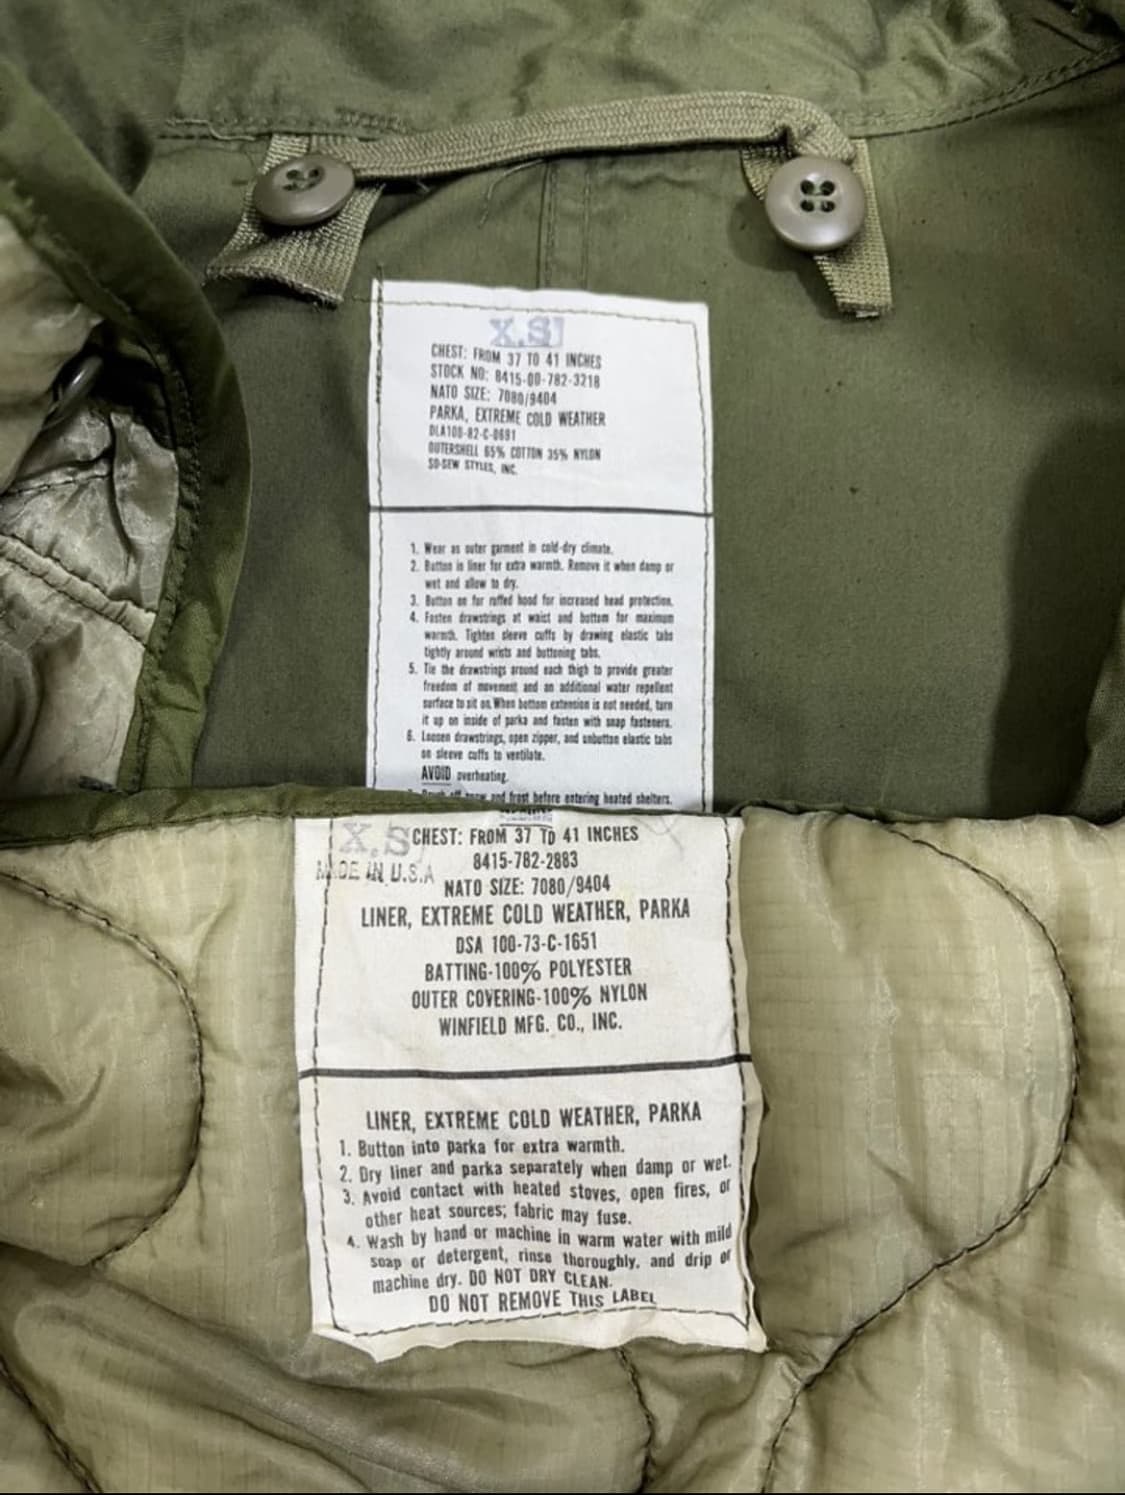 X.S
CHEST: FROM 37 TO 41 INCHES
STOCK NO: 8415-00-782-3218
NATO SIZE: 7080/9404
PARKA, EXTREME COLD WEATHER
DLA100-82-C-0681
OUTERSHELL 65% COTTON 35% NYLON
SO-SEW STYLES, INC.
1. Wear as outer garment in cold-dry climate.
2. Button in liner for extra warmth. Remove it when damp or
wet and allow to dry.
3. Button on fur ruffed hood for increased head protection.
4. Fasten drawstrings at waist and bottom for maximum
warmth. Tighten sleeve cuffs by drawing elastic tabs
tightly around wrists and buttoning tabs.
5. Tie the drawstrings around each thigh to provide greater
freedom of movement and an additional water repellent
surface to sit on. When bottom extension is not needed, turn
it up on inside of parka and fasten with snap fasteners.
6. Loosen drawstrings, open zipper, and unbutton elastic tabs
on sleeve cuffs to ventilate.
AVOID overheating.
7. Brush off snow and frost before entering heated shelters.
X.S CHEST: FROM 37 TO 41 INCHES
MADE IN U.S.A
8415-782-2883
NATO SIZE: 7080/9404
LINER, EXTREME COLD WEATHER, PARKA
DSA 100-73-C-1651
BATTING-100% POLYESTER
OUTER COVERING-100% NYLON
WINFIELD MFG. CO., INC.
LINER, EXTREME COLD WEATHER, PARKA
1. Button into parka for extra warmth.
2. Dry liner and parka separately when damp or wet.
3. Avoid contact with heated stoves, open fires, or
other heat sources; fabric may fuse.
4. Wash by hand or machine in warm water with mild
soap or detergent, rinse thoroughly, and drip or
machine dry. DO NOT DRY CLEAN.
DO NOT REMOVE THIS LABEL